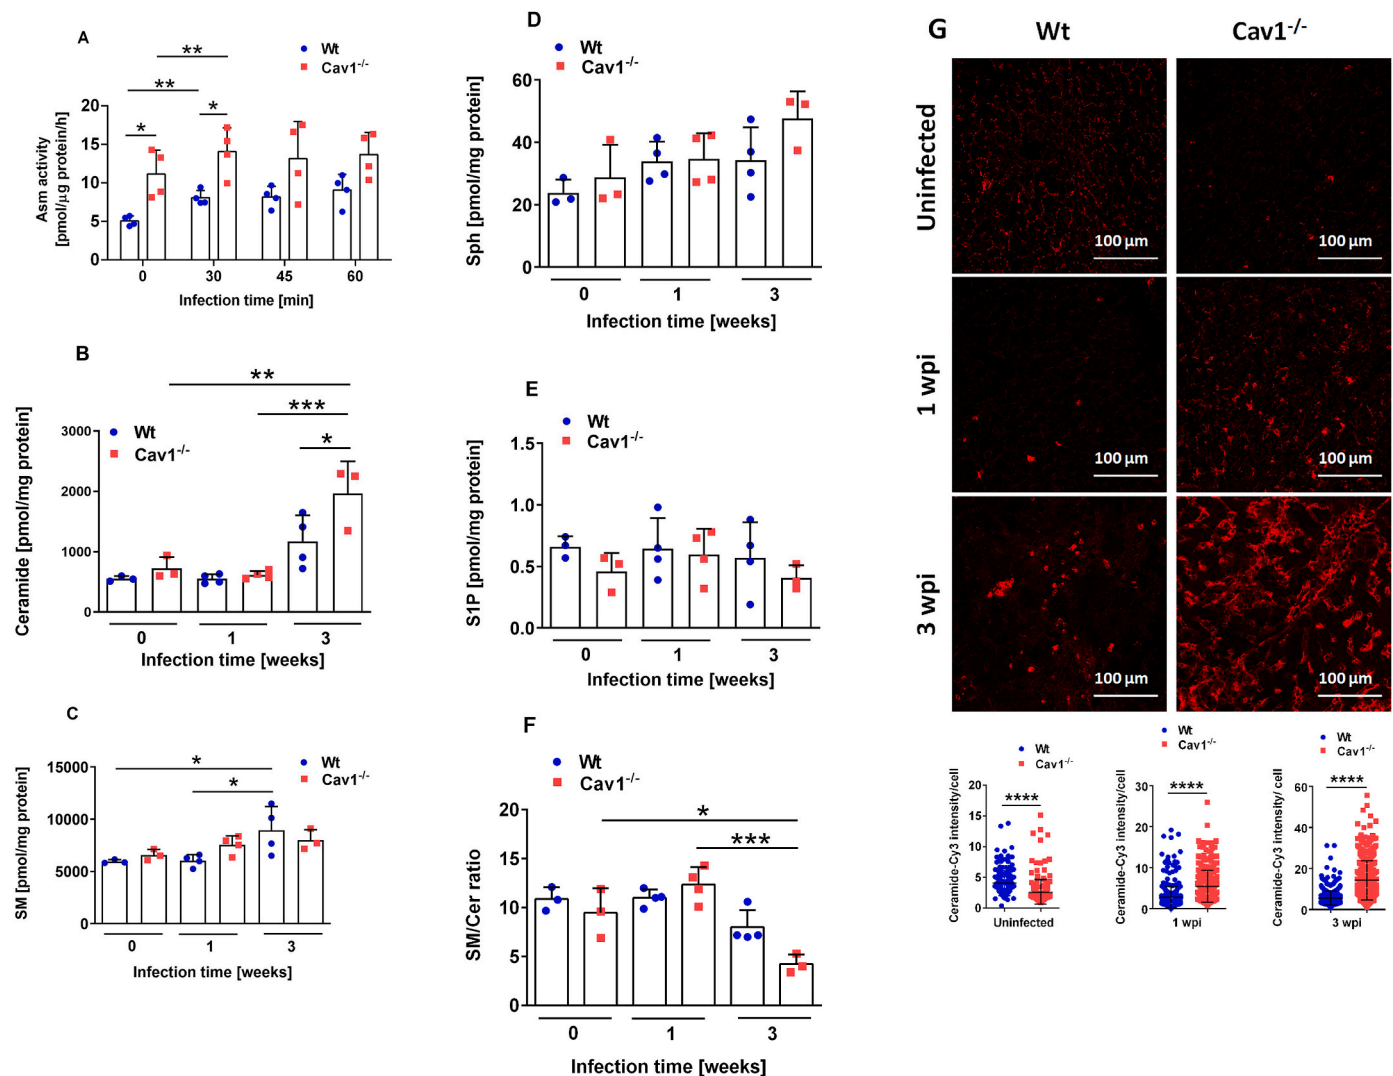 A
Wt
Cav1-/-
**
**
*
*
Asm activity
[pmol/µg protein/h]
20
15
10
5
0
0 30 45 60
Infection time [min]
B
**
***
*
Wt
Cav1-/-
Ceramide [pmol/mg protein]
3000
2000
1000
0
0 1 3
Infection time [weeks]
C
*
*
Wt
Cav1-/-
SM [pmol/mg protein]
15000
10000
5000
0
0 1 3
Infection time [weeks]
D
Wt
Cav1-/-
Sph [pmol/mg protein]
60
40
20
0
0 1 3
Infection time [weeks]
E
Wt
Cav1-/-
S1P [pmol/mg protein]
1.5
1.0
0.5
0.0
0 1 3
Infection time [weeks]
F
Wt
Cav1-/-
*
***
SM/Cer ratio
20
15
10
5
0
0 1 3
Infection time [weeks]
G
Wt Cav1-/-
Uninfected
100 µm 100 µm
1 wpi
100 µm 100 µm
3 wpi
100 µm 100 µm
Wt
Cav1-/-
****
Ceramide-Cy3 intensity/cell
20
15
10
5
0
Uninfected
Wt
Cav1-/-
****
Ceramide-Cy3 intensity/cell
30
20
10
0
1 wpi
Wt
Cav1-/-
****
Ceramide-Cy3 intensity/ cell
60
40
20
0
3 wpi